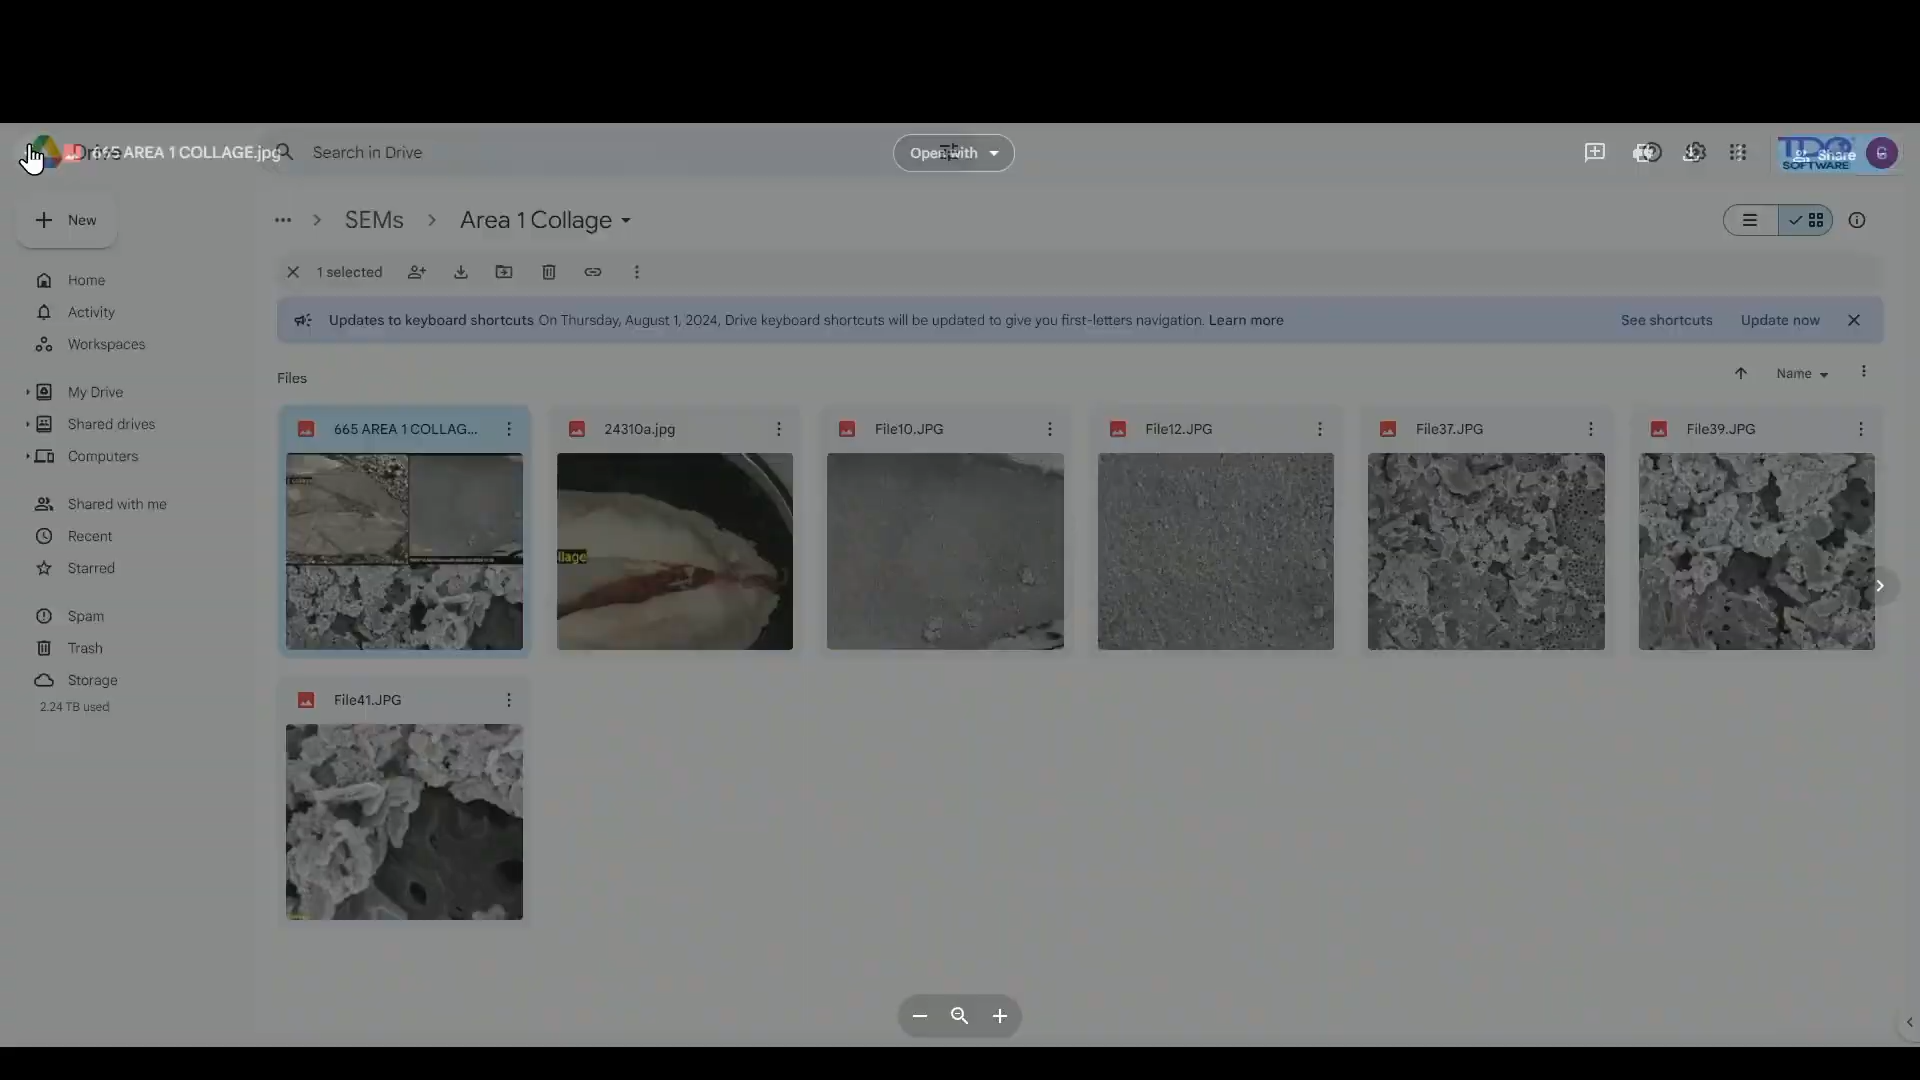 Drive
665 AREA 1 COLLAGE.jpg
Search in Drive
Open with
TDO
SOFTWARE
Share
G
New
SEMs
Area 1 Collage
1 selected
Home
Activity
Workspaces
My Drive
Shared drives
Computers
Shared with me
Recent
Starred
Spam
Trash
Storage
2.24 TB used
Updates to keyboard shortcuts On Thursday, August 1, 2024, Drive keyboard shortcuts will be updated to give you first-letters navigation. Learn more
See shortcuts
Update now
Files
Name
665 AREA 1 COLLAG...
24310a.jpg
File10.JPG
File12.JPG
File37.JPG
File39.JPG
llage
File41.JPG